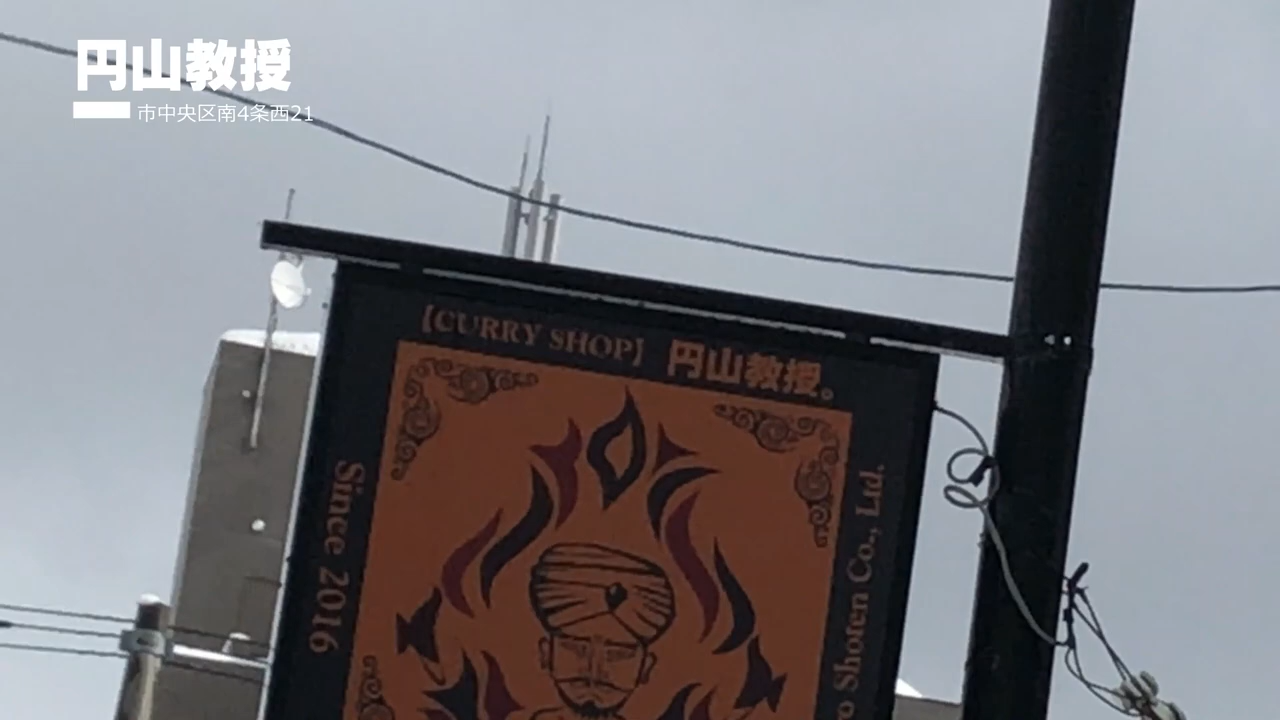 円山教授
市中央区南4条西21
【CURRY SHOP】 円山教授。
Since 2016
Shoten Co., Ltd.